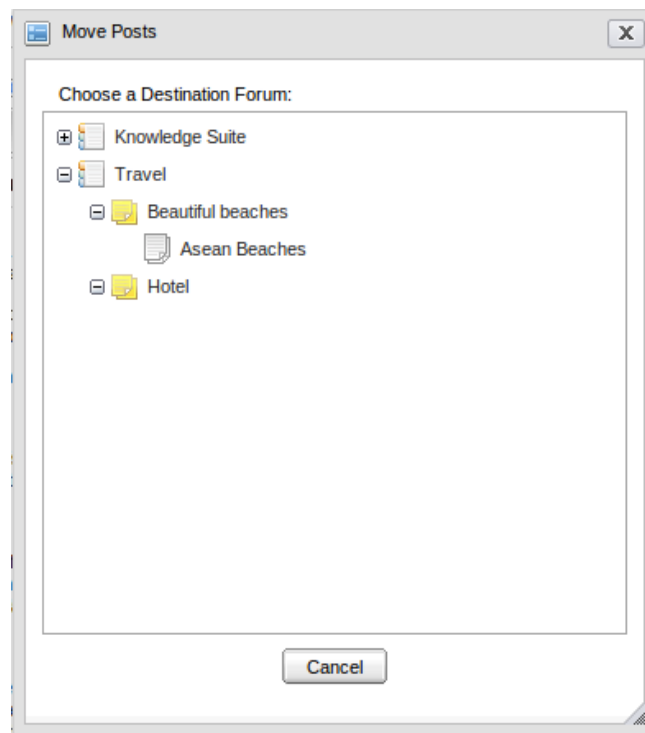 Move Posts
X
Choose a Destination Forum:
Knowledge Suite
Travel
Beautiful beaches
Asean Beaches
Hotel
Cancel